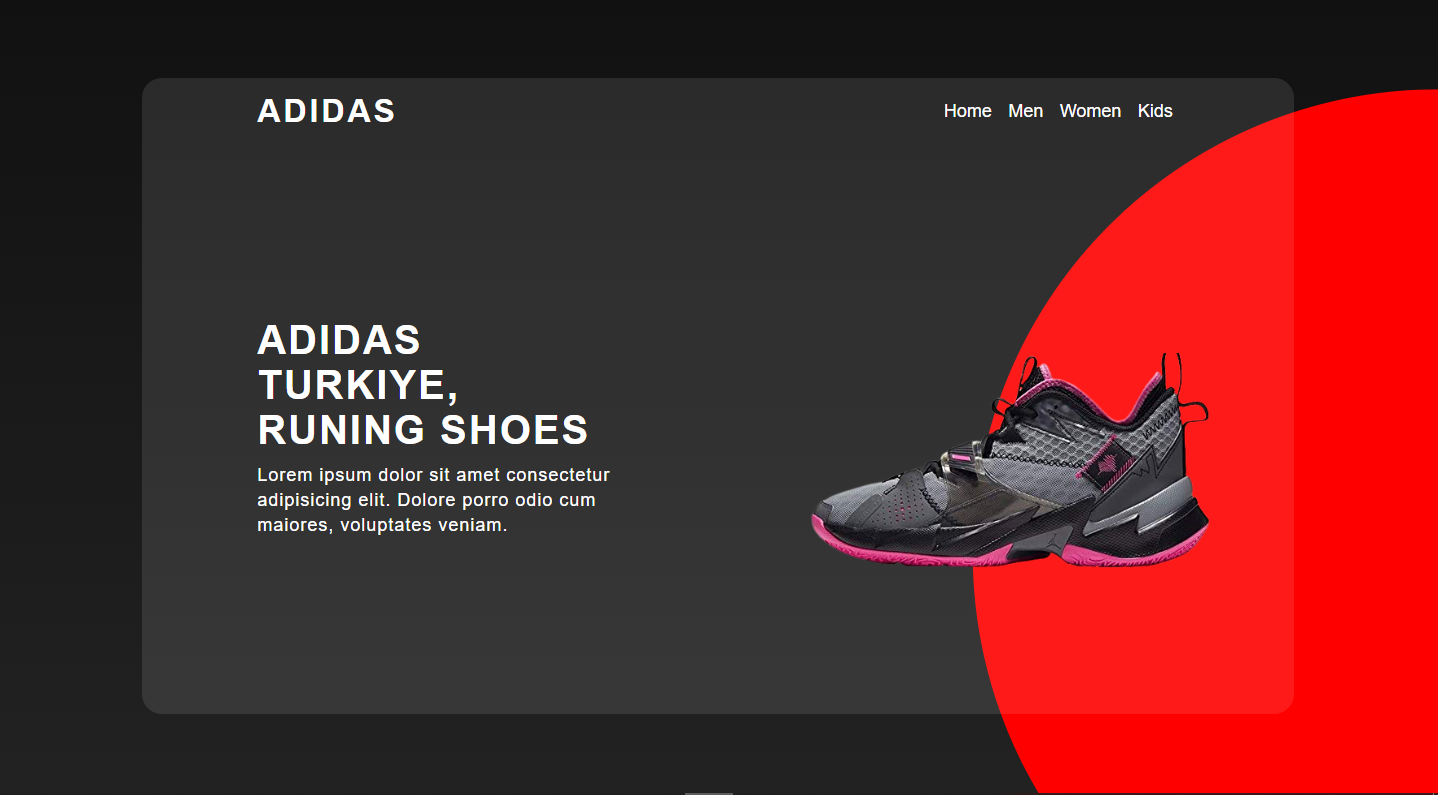 ADIDAS
Home Men Women Kids
ADIDAS
TURKIYE,
RUNING SHOES
Lorem ipsum dolor sit amet consectetur
adipisicing elit. Dolore porro odio cum
maiores, voluptates veniam.